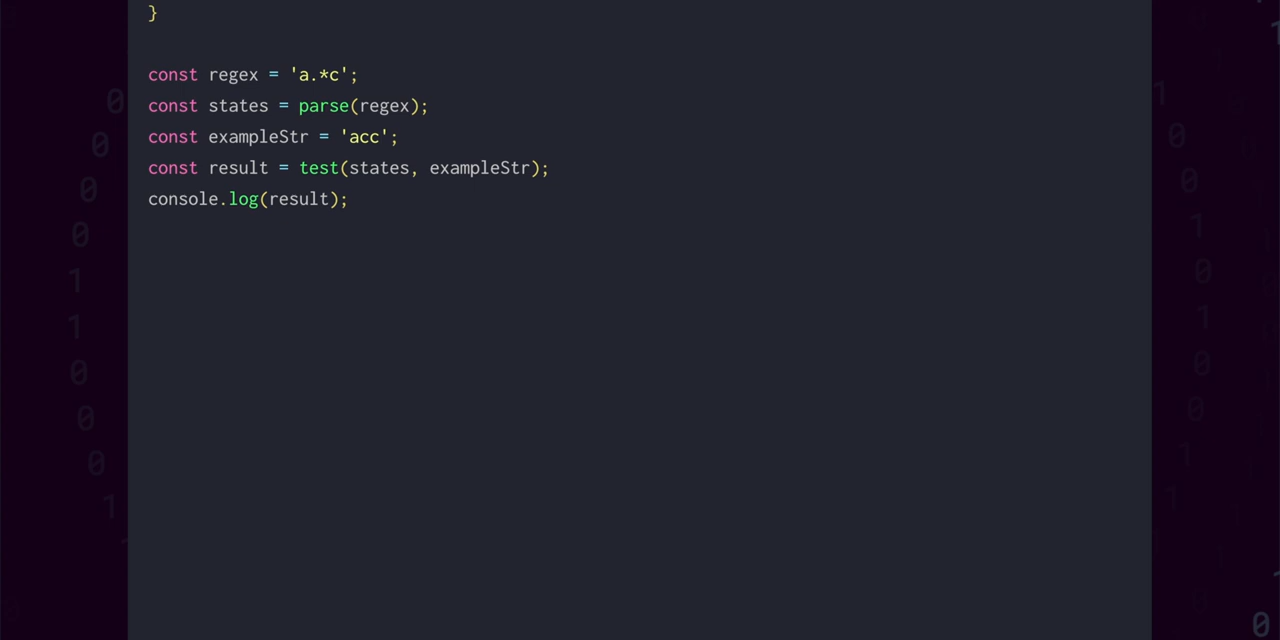 }
const regex = 'a.*c';
const states = parse(regex);
const exampleStr = 'acc';
const result = test(states, exampleStr);
console.log(result);